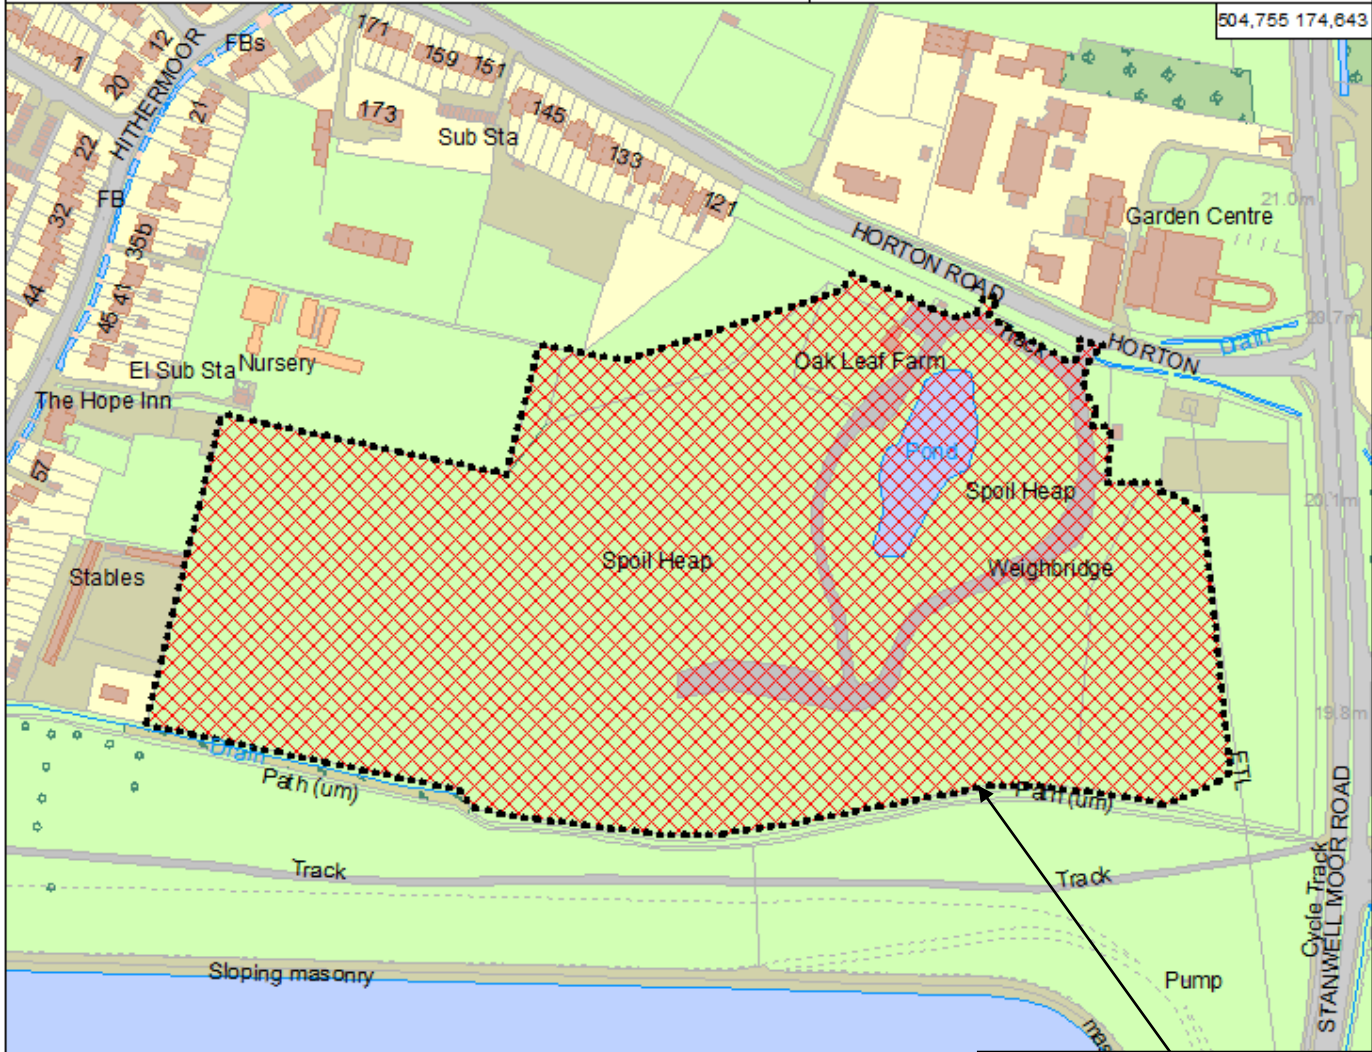 504,755 174,643
171
159
151
FBs
12
1
20
HITHERMOOR
21
173
Sub Sta
145
133
121
22
FB
32
35b
44
41
45
HORTON ROAD
Garden Centre
21.0m
20.7m
Drain
HORTON
Track
Oak Leaf Farm
El Sub Sta
Nursery
The Hope Inn
57
Pond
Spoil Heap
20.1m
Spoil Heap
Weighbridge
Stables
19.8m
Drain
Path (um)
Path (um)
ETL
Track
Track
Cycle Track
STANWELL MOOR ROAD
Sloping masonry
Pump
mas